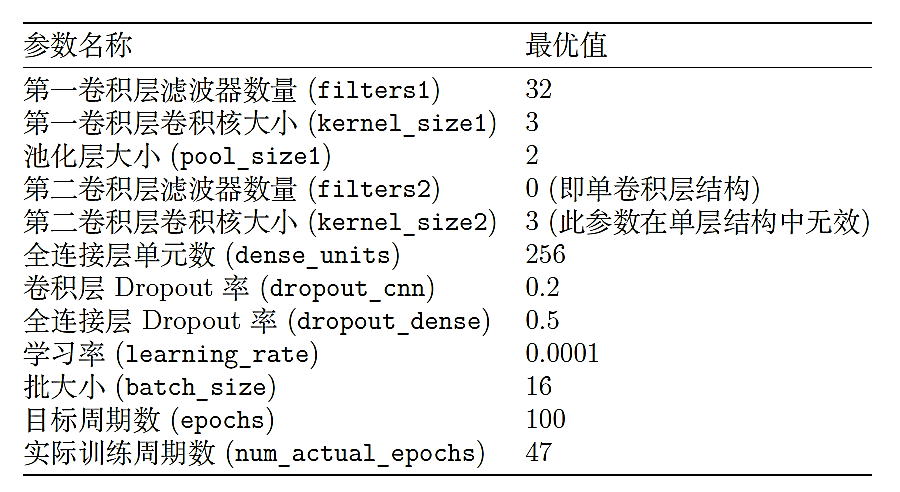 参数名称 最优值
第一卷积层滤波器数量 (filters1) 32
第一卷积层卷积核大小 (kernel_size1) 3
池化层大小 (pool_size1) 2
第二卷积层滤波器数量 (filters2) 0 (即单卷积层结构)
第二卷积层卷积核大小 (kernel_size2) 3 (此参数在单层结构中无效)
全连接层单元数 (dense_units) 256
卷积层 Dropout 率 (dropout_cnn) 0.2
全连接层 Dropout 率 (dropout_dense) 0.5
学习率 (learning_rate) 0.0001
批大小 (batch_size) 16
目标周期数 (epochs) 100
实际训练周期数 (num_actual_epochs) 47